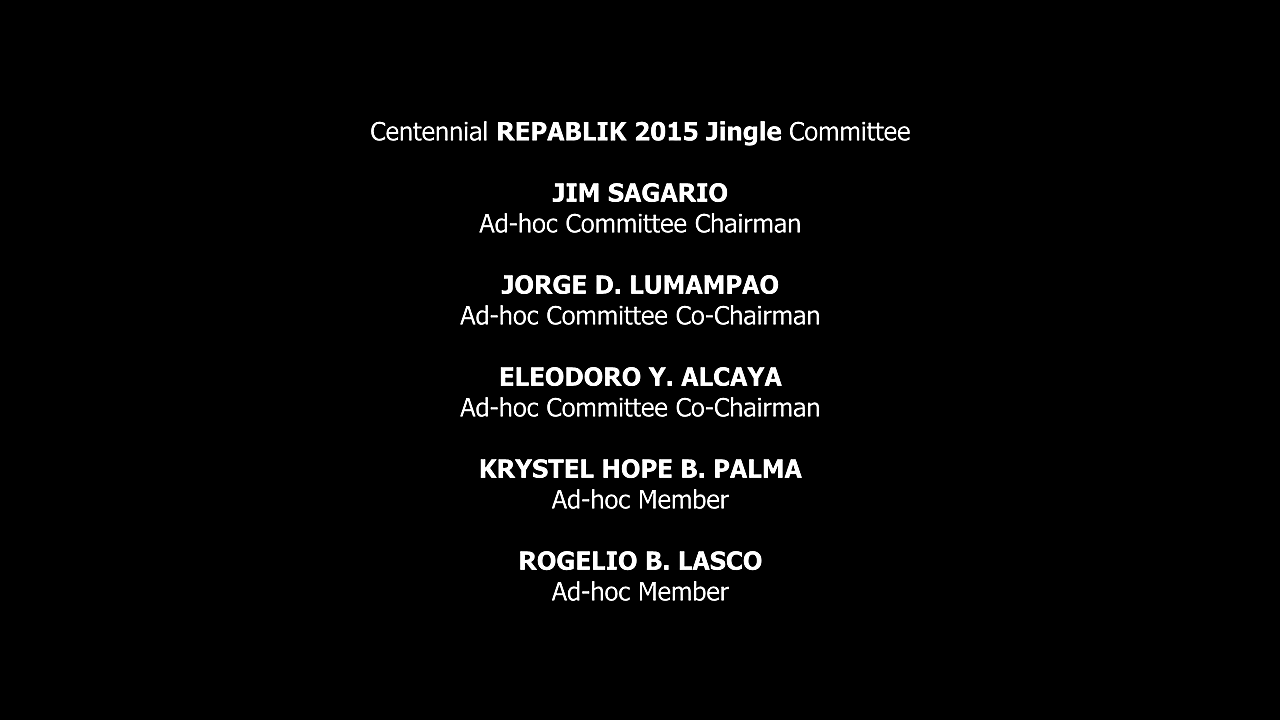 Centennial REPABLIK 2015 Jingle Committee
JIM SAGARIO
Ad-hoc Committee Chairman
JORGE D. LUMAMPAO
Ad-hoc Committee Co-Chairman
ELEODORO Y. ALCAYA
Ad-hoc Committee Co-Chairman
KRYSTEL HOPE B. PALMA
Ad-hoc Member
ROGELIO B. LASCO
Ad-hoc Member